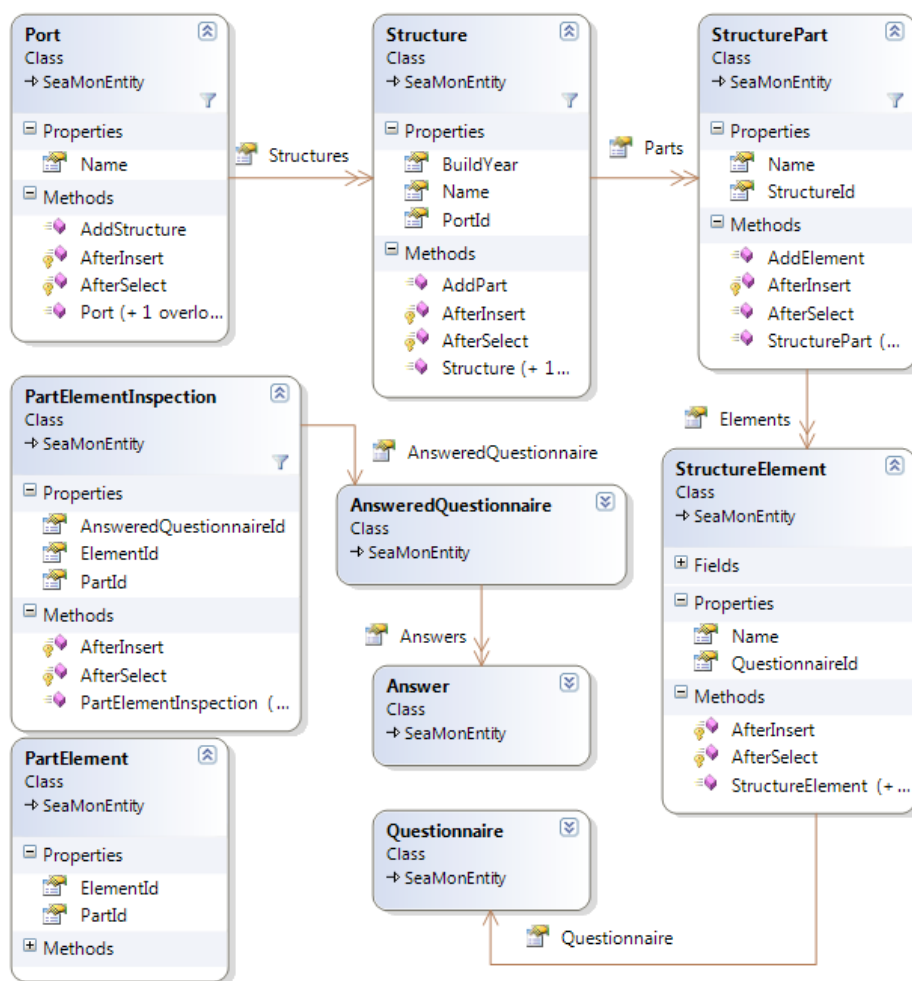 Port
Class
→ SeaMonEntity
Properties
Name
Methods
AddStructure
AfterInsert
AfterSelect
Port (+ 1 overlo...
Structures
Structure
Class
→ SeaMonEntity
Properties
BuildYear
Name
PortId
Methods
AddPart
AfterInsert
AfterSelect
Structure (+ 1...
Parts
StructurePart
Class
→ SeaMonEntity
Properties
Name
StructureId
Methods
AddElement
AfterInsert
AfterSelect
StructurePart (...
Elements
PartElementInspection
Class
→ SeaMonEntity
Properties
AnsweredQuestionnaireId
ElementId
PartId
Methods
AfterInsert
AfterSelect
PartElementInspection (...
AnsweredQuestionnaire
AnsweredQuestionnaire
Class
→ SeaMonEntity
Answers
Answer
Class
→ SeaMonEntity
StructureElement
Class
→ SeaMonEntity
Fields
Properties
Name
QuestionnaireId
Methods
AfterInsert
AfterSelect
StructureElement (+ ...
PartElement
Class
→ SeaMonEntity
Properties
ElementId
PartId
Methods
Questionnaire
Class
→ SeaMonEntity
Questionnaire